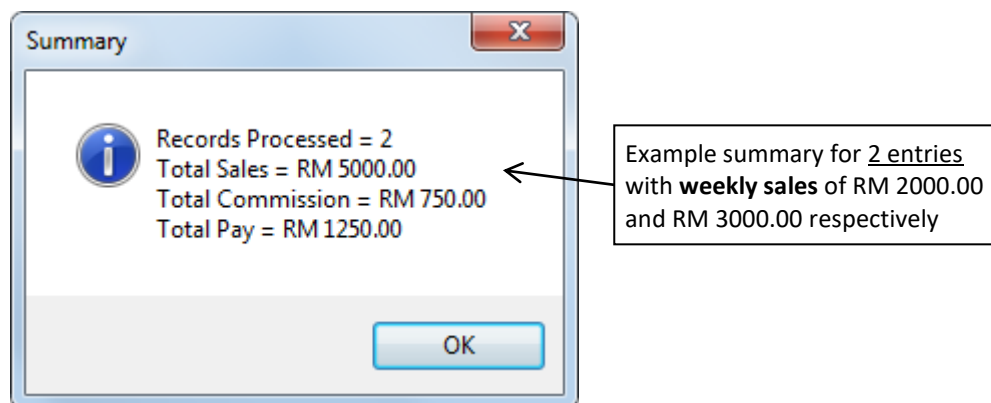 Summary
Records Processed = 2
Total Sales = RM 5000.00
Total Commission = RM 750.00
Total Pay = RM 1250.00
OK
Example summary for 2 entries
with weekly sales of RM 2000.00
and RM 3000.00 respectively